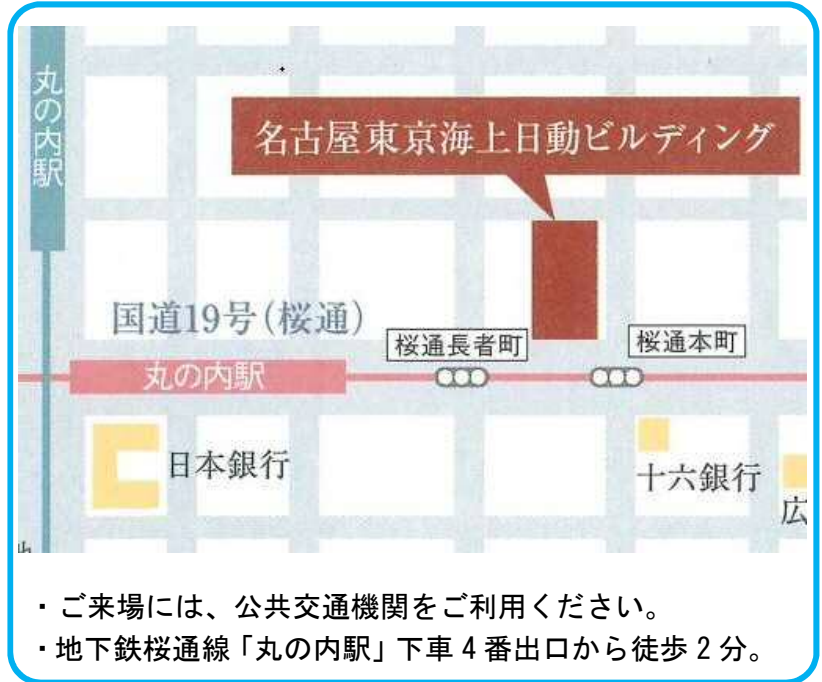 丸の内駅
名古屋東京海上日動ビルディング
国道19号(桜通)
桜通長者町
桜通本町
丸の内駅
日本銀行
十六銀行
広
・ご来場には、公共交通機関をご利用ください。
・地下鉄桜通線「丸の内駅」下車4番出口から徒歩2分。